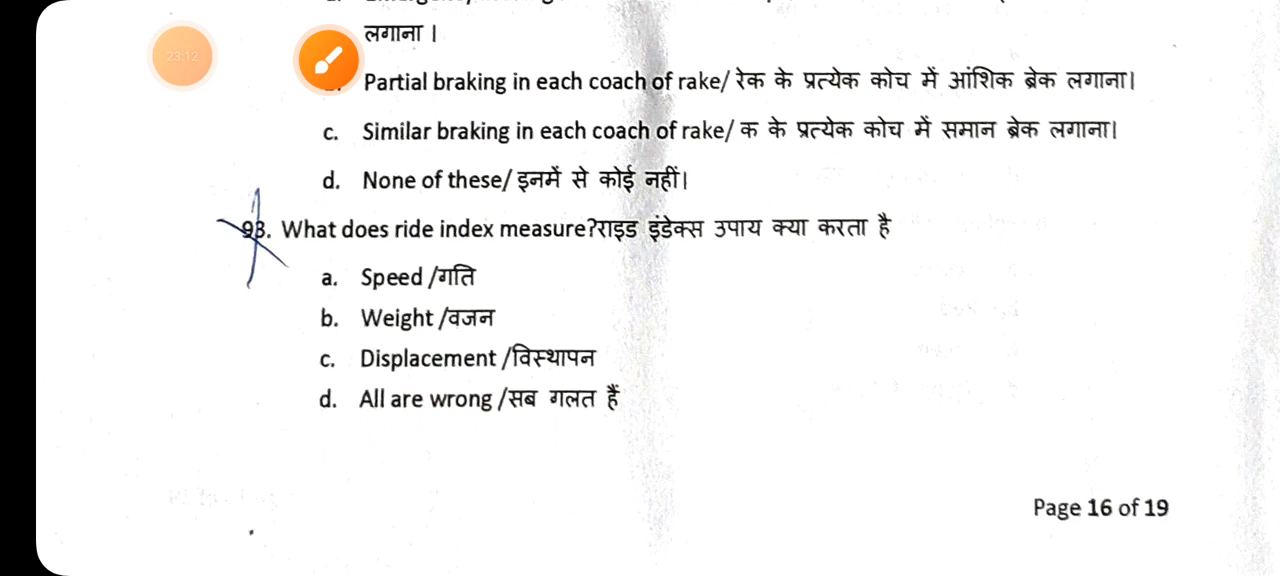 23:12
लगाना ।
Partial braking in each coach of rake/ रेक के प्रत्येक कोच में आंशिक ब्रेक लगाना।
c. Similar braking in each coach of rake/ क के प्रत्येक कोच में समान ब्रेक लगाना।
d. None of these/ इनमें से कोई नहीं।
93. What does ride index measure?राइड इंडेक्स उपाय क्या करता है
a. Speed /गति
b. Weight /वजन
c. Displacement /विस्थापन
d. All are wrong /सब गलत हैं
Page 16 of 19